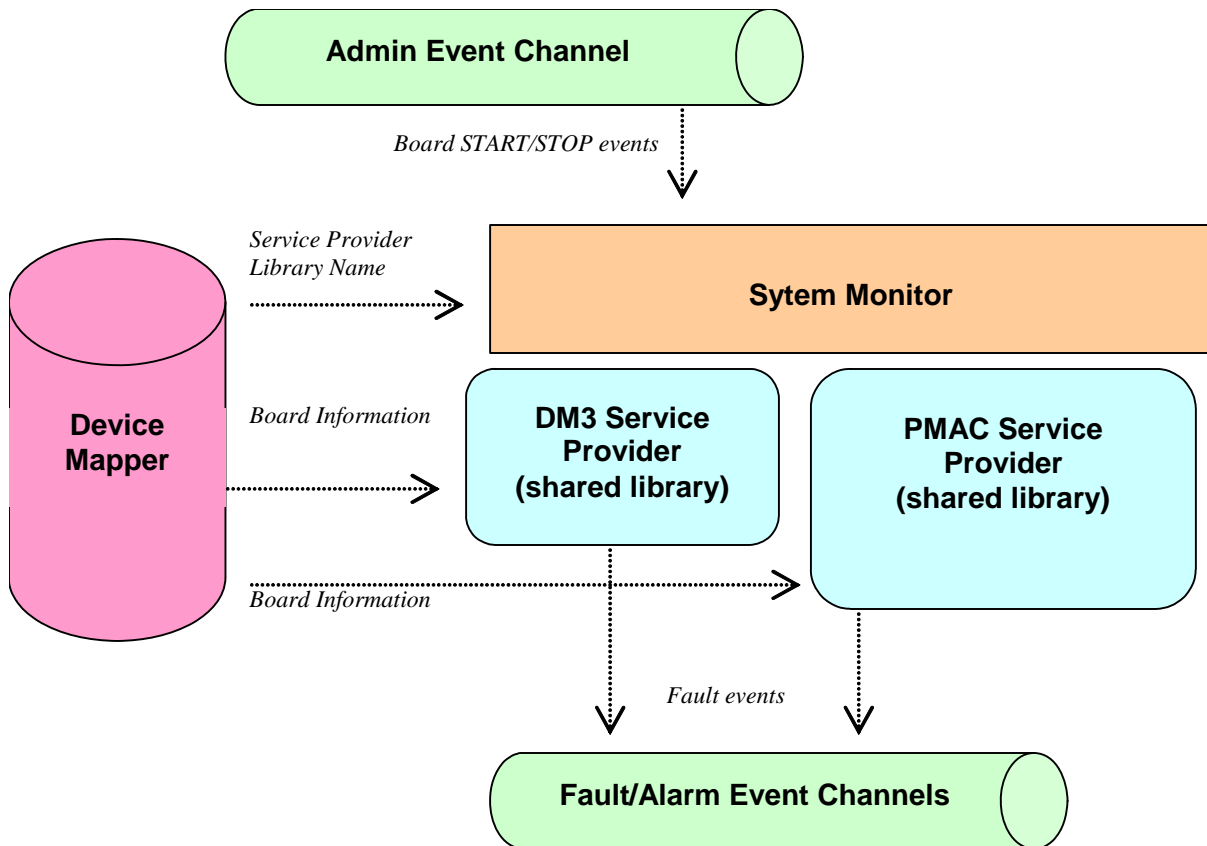 Admin Event Channel
Board START/STOP events
Service Provider
Library Name
Sytem Monitor
Device
Mapper
Board Information
DM3 Service
Provider
(shared library)
PMAC Service
Provider
(shared library)
Board Information
Fault events
Fault/Alarm Event Channels